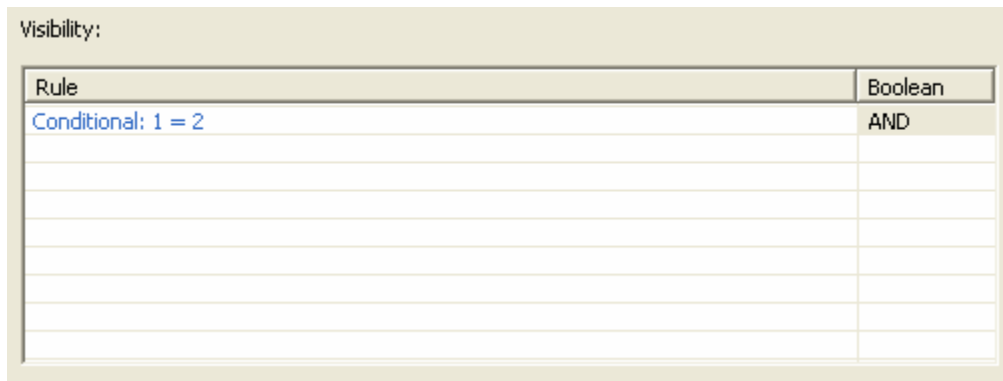 Visibility:
Rule Boolean
Conditional: 1 = 2 AND